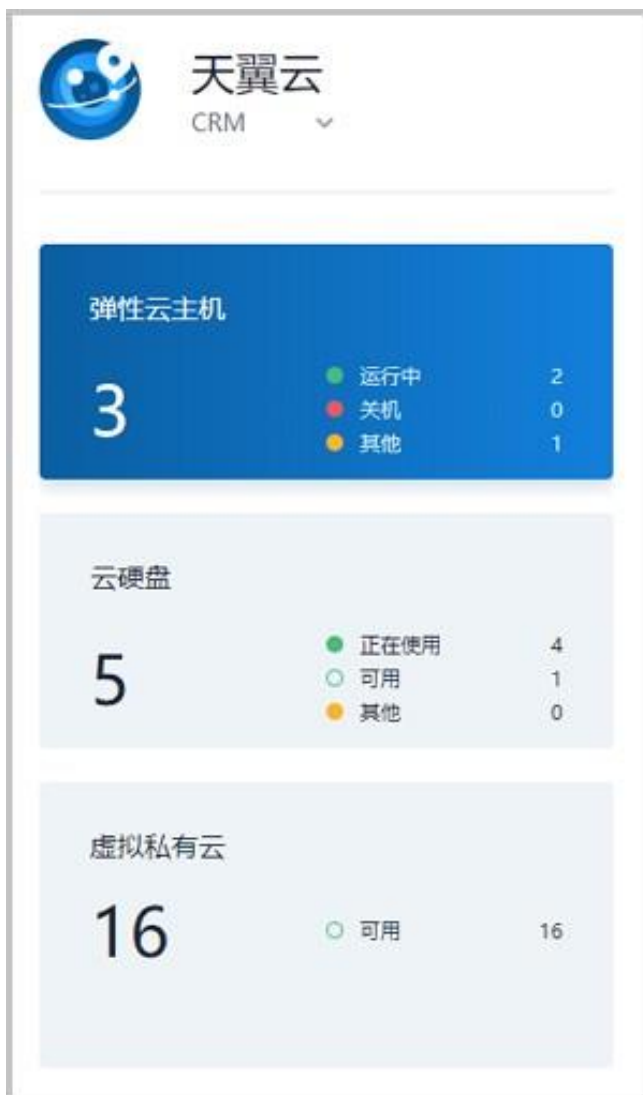 天翼云
CRM
弹性云主机
3
运行中 2
关机 0
其他 1
云硬盘
5
正在使用 4
可用 1
其他 0
虚拟私有云
16
可用 16